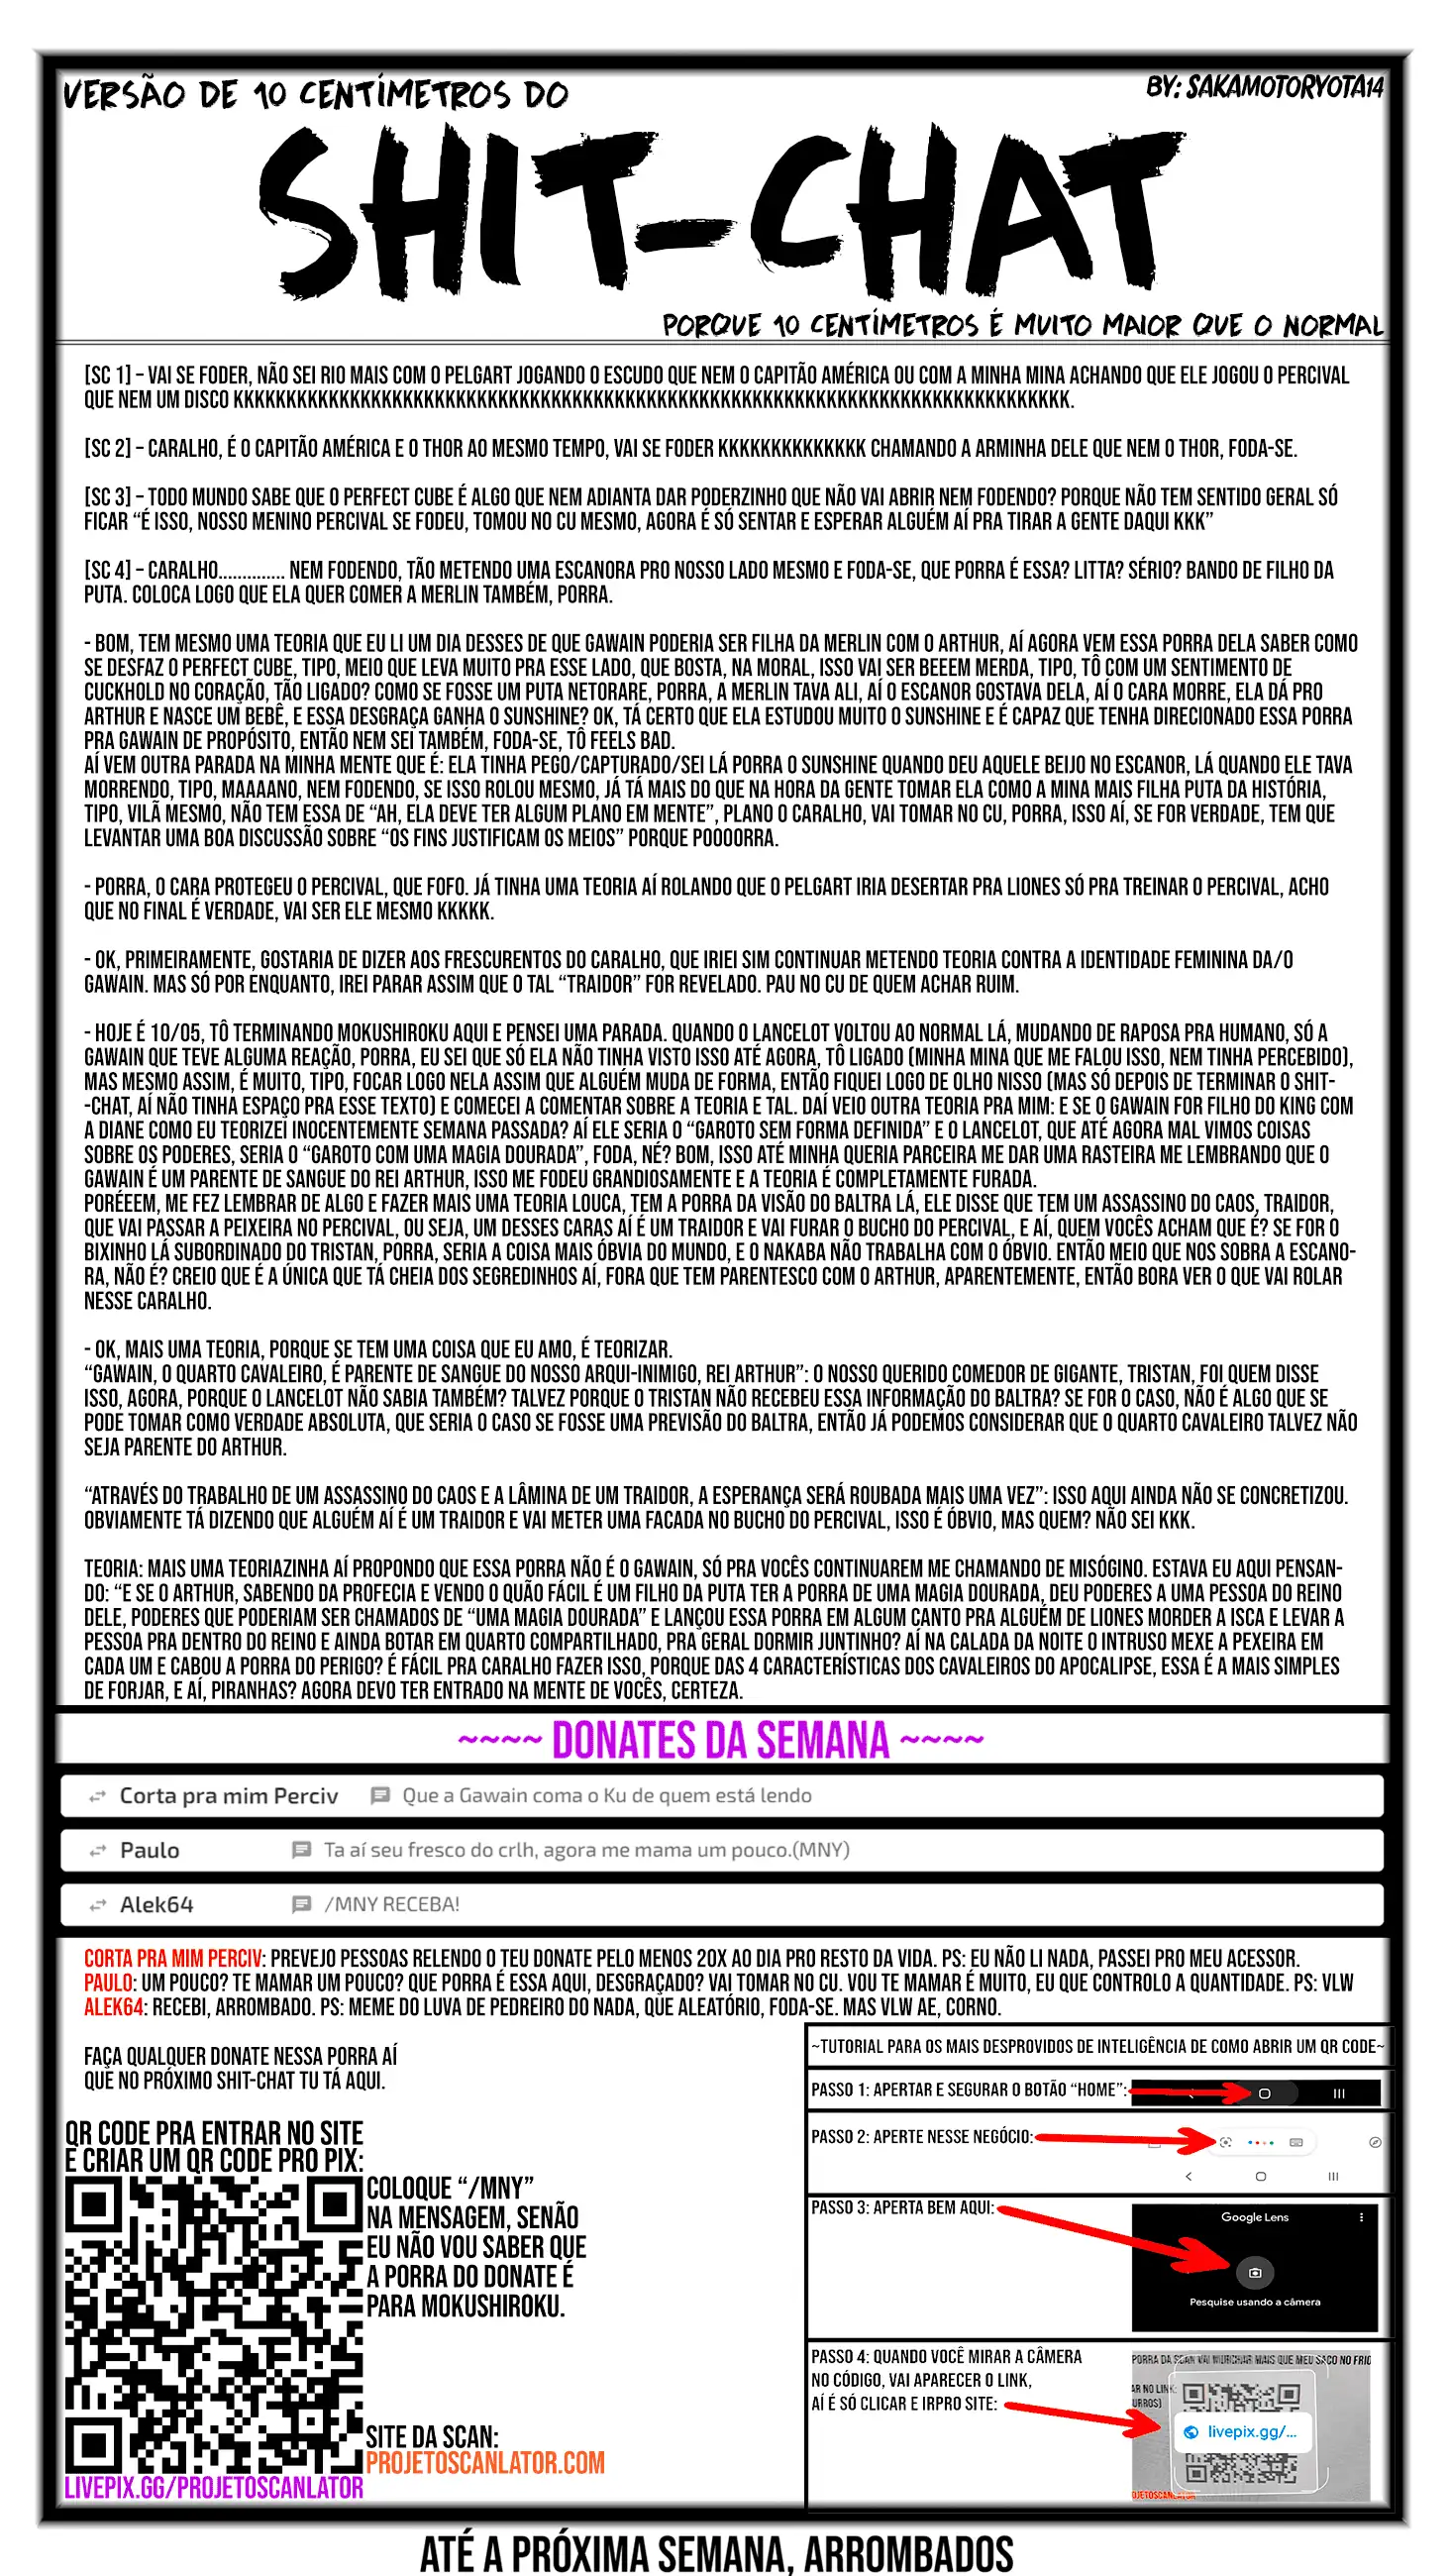 VERSÃO DE 10 CENTÍMETROS DO
BY: SAKAMOTORYOTA14
SHIT-CHAT
PORQUE 10 CENTÍMETROS É MUITO MAIOR QUE O NORMAL
[SC 1] – VAI SE FODER, NÃO SEI RIO MAIS COM O PELGART JOGANDO O ESCUDO QUE NEM O CAPITÃO AMÉRICA OU COM A MINHA MINA ACHANDO QUE ELE JOGOU O PERCIVAL
QUE NEM UM DISCO KKKKKKKKKKKKKKKKKKKKKKKKKKKKKKKKKKKKKKKKKKKKKKKKKKKKKKKKKKKKKKKKKKKKKKKKKKKKKKK.
[SC 2] – CARALHO, É O CAPITÃO AMÉRICA E O THOR AO MESMO TEMPO, VAI SE FODER KKKKKKKKKKKKKK CHAMANDO A ARMINHA DELE QUE NEM O THOR, FODA-SE.
[SC 3] – TODO MUNDO SABE QUE O PERFECT CUBE É ALGO QUE NEM ADIANTA DAR PODERZINHO QUE NÃO VAI ABRIR NEM FODENDO? PORQUE NÃO TEM SENTIDO GERAL SÓ
FICAR “É ISSO, NOSSO MENINO PERCIVAL SE FODEU, TOMOU NO CU MESMO, AGORA É SÓ SENTAR E ESPERAR ALGUÉM AÍ PRA TIRAR A GENTE DAQUI KKK”
[SC 4] – CARALHO.............. NEM FODENDO, TÃO METENDO UMA ESCANORA PRO NOSSO LADO MESMO E FODA-SE, QUE PORRA É ESSA? LITTA? SÉRIO? BANDO DE FILHO DA
PUTA. COLOCA LOGO QUE ELA QUER COMER A MERLIN TAMBÉM, PORRA.
- BOM, TEM MESMO UMA TEORIA QUE EU LI UM DIA DESSES DE QUE GAWAIN PODERIA SER FILHA DA MERLIN COM O ARTHUR, AÍ AGORA VEM ESSA PORRA DELA SABER COMO
SE DESFAZ O PERFECT CUBE, TIPO, MEIO QUE LEVA MUITO PRA ESSE LADO, QUE BOSTA, NA MORAL, ISSO VAI SER BEEEM MERDA, TIPO, TÔ COM UM SENTIMENTO DE
CUCKHOLD NO CORAÇÃO, TÃO LIGADO? COMO SE FOSSE UM PUTA NETORARE, PORRA, A MERLIN TAVA ALI, AÍ O ESCANOR GOSTAVA DELA, AÍ O CARA MORRE, ELA DÁ PRO
ARTHUR E NASCE UM BEBÊ, E ESSA DESGRAÇA GANHA O SUNSHINE? OK, TÁ CERTO QUE ELA ESTUDOU MUITO O SUNSHINE E É CAPAZ QUE TENHA DIRECIONADO ESSA PORRA
PRA GAWAIN DE PROPÓSITO, ENTÃO NEM SEI TAMBÉM, FODA-SE, TÔ FEELS BAD.
AÍ VEM OUTRA PARADA NA MINHA MENTE QUE É: ELA TINHA PEGO/CAPTURADO/SEI LÁ PORRA O SUNSHINE QUANDO DEU AQUELE BEIJO NO ESCANOR, LÁ QUANDO ELE TAVA
MORRENDO, TIPO, MAAAANO, NEM FODENDO, SE ISSO ROLOU MESMO, JÁ TÁ MAIS DO QUE NA HORA DA GENTE TOMAR ELA COMO A MINA MAIS FILHA PUTA DA HISTÓRIA,
TIPO, VILÃ MESMO, NÃO TEM ESSA DE “AH, ELA DEVE TER ALGUM PLANO EM MENTE”, PLANO O CARALHO, VAI TOMAR NO CU, PORRA, ISSO AÍ, SE FOR VERDADE, TEM QUE
LEVANTAR UMA BOA DISCUSSÃO SOBRE “OS FINS JUSTIFICAM OS MEIOS” PORQUE POOOORRA.
- PORRA, O CARA PROTEGEU O PERCIVAL, QUE FOFO. JÁ TINHA UMA TEORIA AÍ ROLANDO QUE O PELGART IRIA DESERTAR PRA LIONES SÓ PRA TREINAR O PERCIVAL, ACHO
QUE NO FINAL É VERDADE, VAI SER ELE MESMO KKKKK.
- OK, PRIMEIRAMENTE, GOSTARIA DE DIZER AOS FRESCURENTOS DO CARALHO, QUE IRIEI SIM CONTINUAR METENDO TEORIA CONTRA A IDENTIDADE FEMININA DA/O
GAWAIN. MAS SÓ POR ENQUANTO, IREI PARAR ASSIM QUE O TAL “TRAIDOR” FOR REVELADO. PAU NO CU DE QUEM ACHAR RUIM.
- HOJE É 10/05, TÔ TERMINANDO MOKUSHIROKU AQUI E PENSEI UMA PARADA. QUANDO O LANCELOT VOLTOU AO NORMAL LÁ, MUDANDO DE RAPOSA PRA HUMANO, SÓ A
GAWAIN QUE TEVE ALGUMA REAÇÃO, PORRA, EU SEI QUE SÓ ELA NÃO TINHA VISTO ISSO ATÉ AGORA, TÔ LIGADO (MINHA MINA QUE ME FALOU ISSO, NEM TINHA PERCEBIDO),
MAS MESMO ASSIM, É MUITO, TIPO, FOCAR LOGO NELA ASSIM QUE ALGUÉM MUDA DE FORMA, ENTÃO FIQUEI LOGO DE OLHO NISSO (MAS SÓ DEPOIS DE TERMINAR O SHIT-
-CHAT, AÍ NÃO TINHA ESPAÇO PRA ESSE TEXTO) E COMECEI A COMENTAR SOBRE A TEORIA E TAL. DAÍ VEIO OUTRA TEORIA PRA MIM: E SE O GAWAIN FOR FILHO DO KING COM
A DIANE COMO EU TEORIZEI INOCENTEMENTE SEMANA PASSADA? AÍ ELE SERIA O “GAROTO SEM FORMA DEFINIDA” E O LANCELOT, QUE ATÉ AGORA MAL VIMOS COISAS
SOBRE OS PODERES, SERIA O “GAROTO COM UMA MAGIA DOURADA”, FODA, NÉ? BOM, ISSO ATÉ MINHA QUERIA PARCEIRA ME DAR UMA RASTEIRA ME LEMBRANDO QUE O
GAWAIN É UM PARENTE DE SANGUE DO REI ARTHUR, ISSO ME FODEU GRANDIOSAMENTE E A TEORIA É COMPLETAMENTE FURADA.
PORÉEEM, ME FEZ LEMBRAR DE ALGO E FAZER MAIS UMA TEORIA LOUCA, TEM A PORRA DA VISÃO DO BALTRA LÁ, ELE DISSE QUE TEM UM ASSASSINO DO CAOS, TRAIDOR,
QUE VAI PASSAR A PEIXEIRA NO PERCIVAL, OU SEJA, UM DESSES CARAS AÍ É UM TRAIDOR E VAI FURAR O BUCHO DO PERCIVAL, E AÍ, QUEM VOCÊS ACHAM QUE É? SE FOR O
BIXINHO LÁ SUBORDINADO DO TRISTAN, PORRA, SERIA A COISA MAIS ÓBVIA DO MUNDO, E O NAKABA NÃO TRABALHA COM O ÓBVIO. ENTÃO MEIO QUE NOS SOBRA A ESCANO-
RA, NÃO É? CREIO QUE É A ÚNICA QUE TÁ CHEIA DOS SEGREDINHOS AÍ, FORA QUE TEM PARENTESCO COM O ARTHUR, APARENTEMENTE, ENTÃO BORA VER O QUE VAI ROLAR
NESSE CARALHO.
- OK, MAIS UMA TEORIA, PORQUE SE TEM UMA COISA QUE EU AMO, É TEORIZAR.
“GAWAIN, O QUARTO CAVALEIRO, É PARENTE DE SANGUE DO NOSSO ARQUI-INIMIGO, REI ARTHUR”: O NOSSO QUERIDO COMEDOR DE GIGANTE, TRISTAN, FOI QUEM DISSE
ISSO, AGORA, PORQUE O LANCELOT NÃO SABIA TAMBÉM? TALVEZ PORQUE O TRISTAN NÃO RECEBEU ESSA INFORMAÇÃO DO BALTRA? SE FOR O CASO, NÃO É ALGO QUE SE
PODE TOMAR COMO VERDADE ABSOLUTA, QUE SERIA O CASO SE FOSSE UMA PREVISÃO DO BALTRA, ENTÃO JÁ PODEMOS CONSIDERAR QUE O QUARTO CAVALEIRO TALVEZ NÃO
SEJA PARENTE DO ARTHUR.
“ATRAVÉS DO TRABALHO DE UM ASSASSINO DO CAOS E A LÂMINA DE UM TRAIDOR, A ESPERANÇA SERÁ ROUBADA MAIS UMA VEZ”: ISSO AQUI AINDA NÃO SE CONCRETIZOU.
OBVIAMENTE TÁ DIZENDO QUE ALGUÉM AÍ É UM TRAIDOR E VAI METER UMA FACADA NO BUCHO DO PERCIVAL, ISSO É ÓBVIO, MAS QUEM? NÃO SEI KKK.
TEORIA: MAIS UMA TEORIAZINHA AÍ PROPONDO QUE ESSA PORRA NÃO É O GAWAIN, SÓ PRA VOCÊS CONTINUAREM ME CHAMANDO DE MISÓGINO. ESTAVA EU AQUI PENSAN-
DO: “E SE O ARTHUR, SABENDO DA PROFECIA E VENDO O QUÃO FÁCIL É UM FILHO DA PUTA TER A PORRA DE UMA MAGIA DOURADA, DEU PODERES A UMA PESSOA DO REINO
DELE, PODERES QUE PODERIAM SER CHAMADOS DE “UMA MAGIA DOURADA” E LANÇOU ESSA PORRA EM ALGUM CANTO PRA ALGUÉM DE LIONES MORDER A ISCA E LEVAR A
PESSOA PRA DENTRO DO REINO E AINDA BOTAR EM QUARTO COMPARTILHADO, PRA GERAL DORMIR JUNTINHO? AÍ NA CALADA DA NOITE O INTRUSO MEXE A PEXEIRA EM
CADA UM E CABOU A PORRA DO PERIGO? É FÁCIL PRA CARALHO FAZER ISSO, PORQUE DAS 4 CARACTERÍSTICAS DOS CAVALEIROS DO APOCALIPSE, ESSA É A MAIS SIMPLES
DE FORJAR, E AÍ, PIRANHAS? AGORA DEVO TER ENTRADO NA MENTE DE VOCÊS, CERTEZA.
~~~~ DONATES DA SEMANA ~~~~
Corta pra mim Perciv Que a Gawain coma o Ku de quem está lendo
Paulo Ta aí seu fresco do crlh, agora me mama um pouco.(MNY)
Alek64 /MNY RECEBA!
CORTA PRA MIM PERCIV: PREVEJO PESSOAS RELENDO O TEU DONATE PELO MENOS 20X AO DIA PRO RESTO DA VIDA. PS: EU NÃO LI NADA, PASSEI PRO MEU ACESSOR.
PAULO: UM POUCO? TE MAMAR UM POUCO? QUE PORRA É ESSA AQUI, DESGRAÇADO? VAI TOMAR NO CU. VOU TE MAMAR É MUITO, EU QUE CONTROLO A QUANTIDADE. PS: VLW
ALEK64: RECEBI, ARROMBADO. PS: MEME DO LUVA DE PEDREIRO DO NADA, QUE ALEATÓRIO, FODA-SE. MAS VLW AE, CORNO.
FAÇA QUALQUER DONATE NESSA PORRA AÍ
QUE NO PRÓXIMO SHIT-CHAT TU TÁ AQUI.
QR CODE PRA ENTRAR NO SITE
E CRIAR UM QR CODE PRO PIX:
COLOQUE “/MNY”
NA MENSAGEM, SENÃO
EU NÃO VOU SABER QUE
A PORRA DO DONATE É
PARA MOKUSHIROKU.
SITE DA SCAN:
PROJETOSCANLATOR.COM
LIVEPIX.GG/PROJETOSCANLATOR
~TUTORIAL PARA OS MAIS DESPROVIDOS DE INTELIGÊNCIA DE COMO ABRIR UM QR CODE~
PASSO 1: APERTAR E SEGURAR O BOTÃO “HOME”:
PASSO 2: APERTE NESSE NEGÓCIO:
PASSO 3: APERTA BEM AQUI:
Google Lens
Pesquise usando a câmera
PASSO 4: QUANDO VOCÊ MIRAR A CÂMERA
NO CÓDIGO, VAI APARECER O LINK,
AÍ É SÓ CLICAR E IRPRO SITE:
PORRA DA SCAN VAI MURCHAR MAIS QUE MEU SACO NO FRIO
AR NO LINK:
URROS)
livepix.gg/...
OJETOSCANLATOR
ATÉ A PRÓXIMA SEMANA, ARROMBADOS